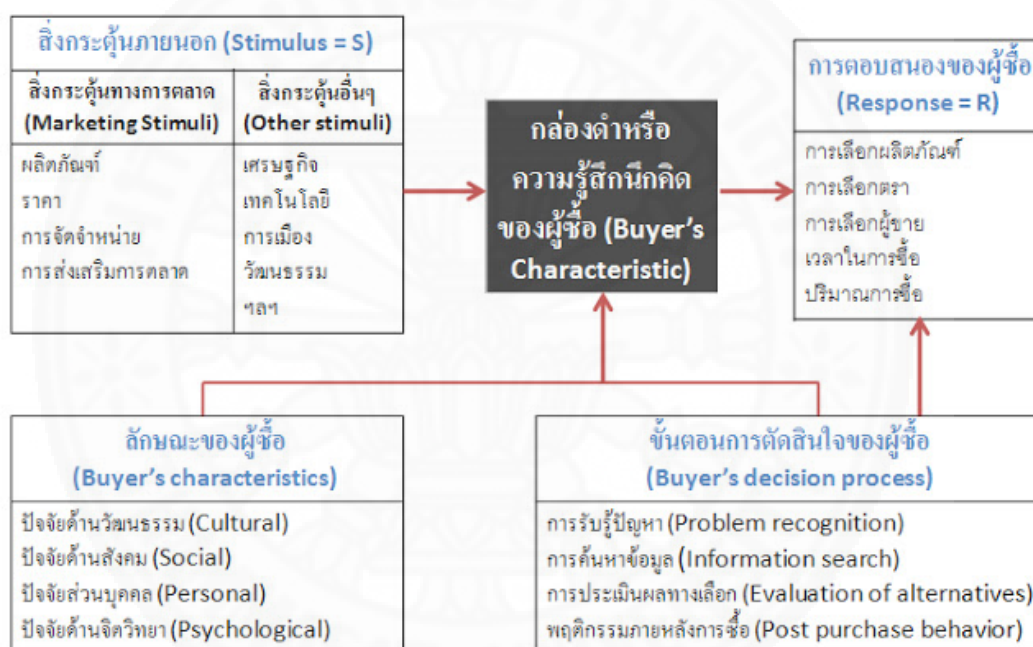 สิ่งกระตุ้นภายนอก (Stimulus = S)
สิ่งกระตุ้นทางการตลาด
(Marketing Stimuli)
ผลิตภัณฑ์
ราคา
การจัดจำหน่าย
การส่งเสริมการตลาด
สิ่งกระตุ้นอื่นๆ
(Other stimuli)
เศรษฐกิจ
เทคโนโลยี
การเมือง
วัฒนธรรม
ฯลฯ
กล่องดำหรือ
ความรู้สึกนึกคิด
ของผู้ซื้อ (Buyer’s
Characteristic)
การตอบสนองของผู้ซื้อ
(Response = R)
การเลือกผลิตภัณฑ์
การเลือกตรา
การเลือกผู้ขาย
เวลาในการซื้อ
ปริมาณการซื้อ
ลักษณะของผู้ซื้อ
(Buyer’s characteristics)
ปัจจัยด้านวัฒนธรรม (Cultural)
ปัจจัยด้านสังคม (Social)
ปัจจัยส่วนบุคคล (Personal)
ปัจจัยด้านจิตวิทยา (Psychological)
ขั้นตอนการตัดสินใจของผู้ซื้อ
(Buyer’s decision process)
การรับรู้ปัญหา (Problem recognition)
การค้นหาข้อมูล (Information search)
การประเมินผลทางเลือก (Evaluation of alternatives)
พฤติกรรมภายหลังการซื้อ (Post purchase behavior)